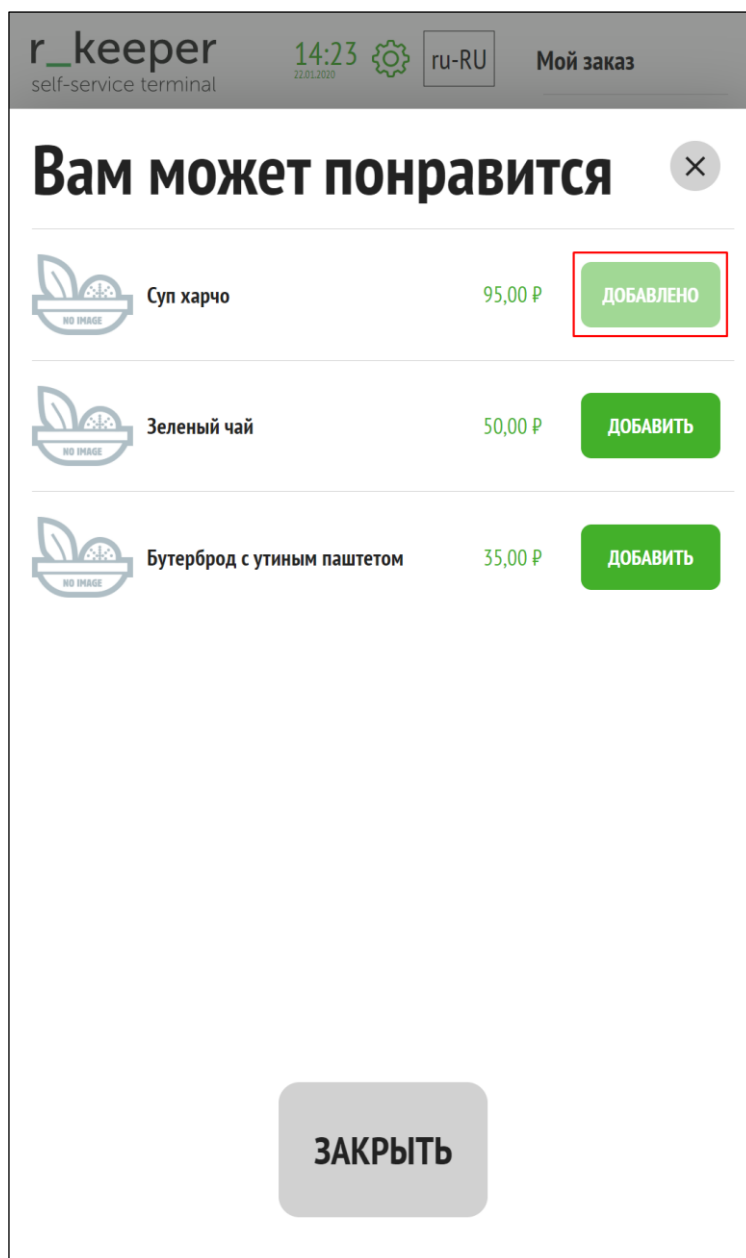 r_keeper
self-service terminal
14:23
22.01.2020
ru-RU
Мой заказ
Вам может понравится
NO IMAGE
Суп харчо
95,00 ₽
ДОБАВЛЕНО
NO IMAGE
Зеленый чай
50,00 ₽
ДОБАВИТЬ
NO IMAGE
Бутерброд с утиным паштетом
35,00 ₽
ДОБАВИТЬ
ЗАКРЫТЬ